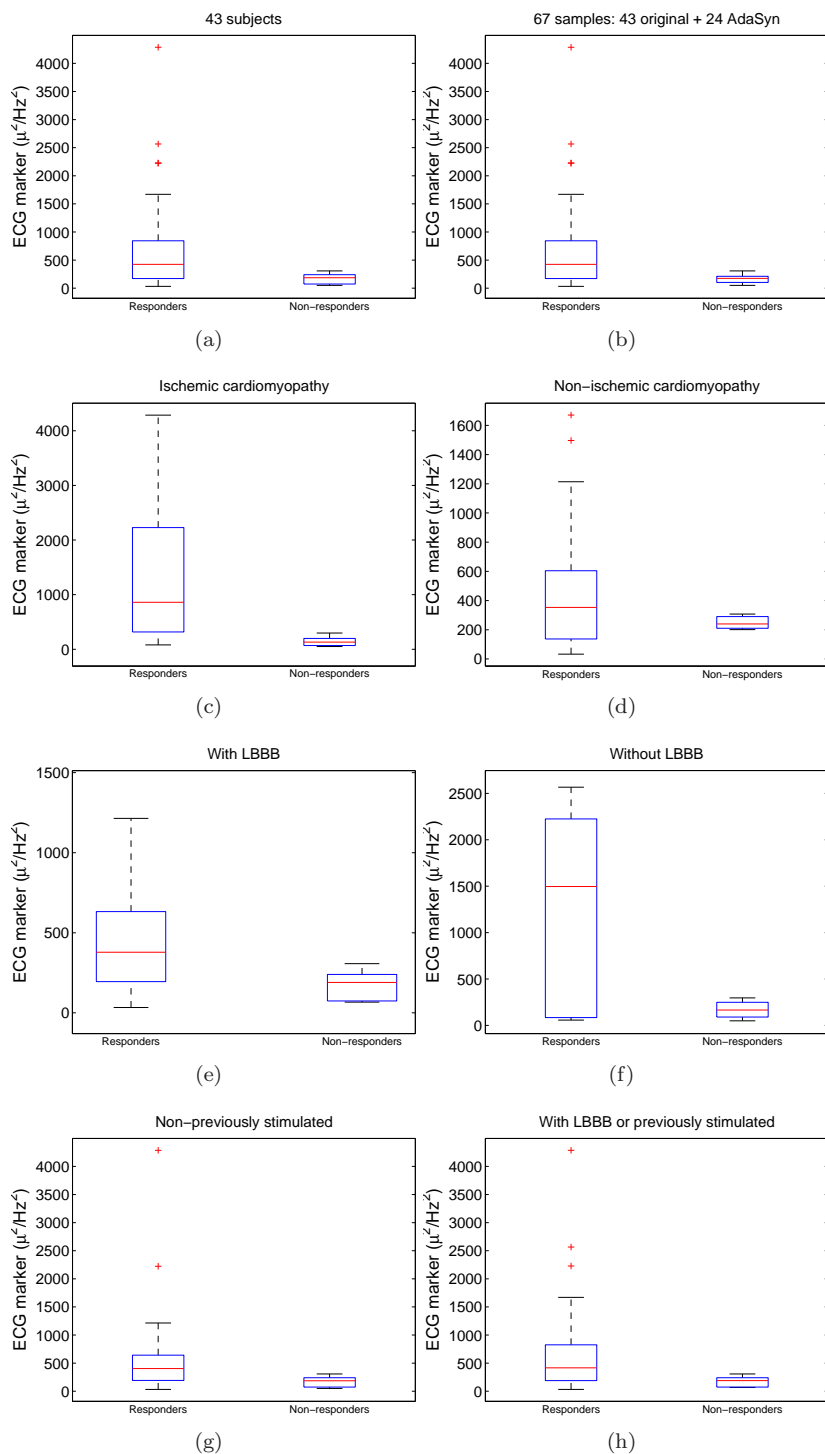 43 subjects
ECG marker (μ²/Hz²)
4000
3500
3000
2500
2000
1500
1000
500
0
Responders Non−responders
(a)
67 samples: 43 original + 24 AdaSyn
ECG marker (μ²/Hz²)
4000
3500
3000
2500
2000
1500
1000
500
0
Responders Non−responders
(b)
Ischemic cardiomyopathy
ECG marker (μ²/Hz²)
4000
3000
2000
1000
0
Responders Non−responders
(c)
Non−ischemic cardiomyopathy
ECG marker (μ²/Hz²)
1600
1400
1200
1000
800
600
400
200
0
Responders Non−responders
(d)
With LBBB
ECG marker (μ²/Hz²)
1500
1000
500
0
Responders Non−responders
(e)
Without LBBB
ECG marker (μ²/Hz²)
2500
2000
1500
1000
500
0
Responders Non−responders
(f)
Non−previously stimulated
ECG marker (μ²/Hz²)
4000
3500
3000
2500
2000
1500
1000
500
0
Responders Non−responders
(g)
With LBBB or previously stimulated
ECG marker (μ²/Hz²)
4000
3500
3000
2500
2000
1500
1000
500
0
Responders Non−responders
(h)